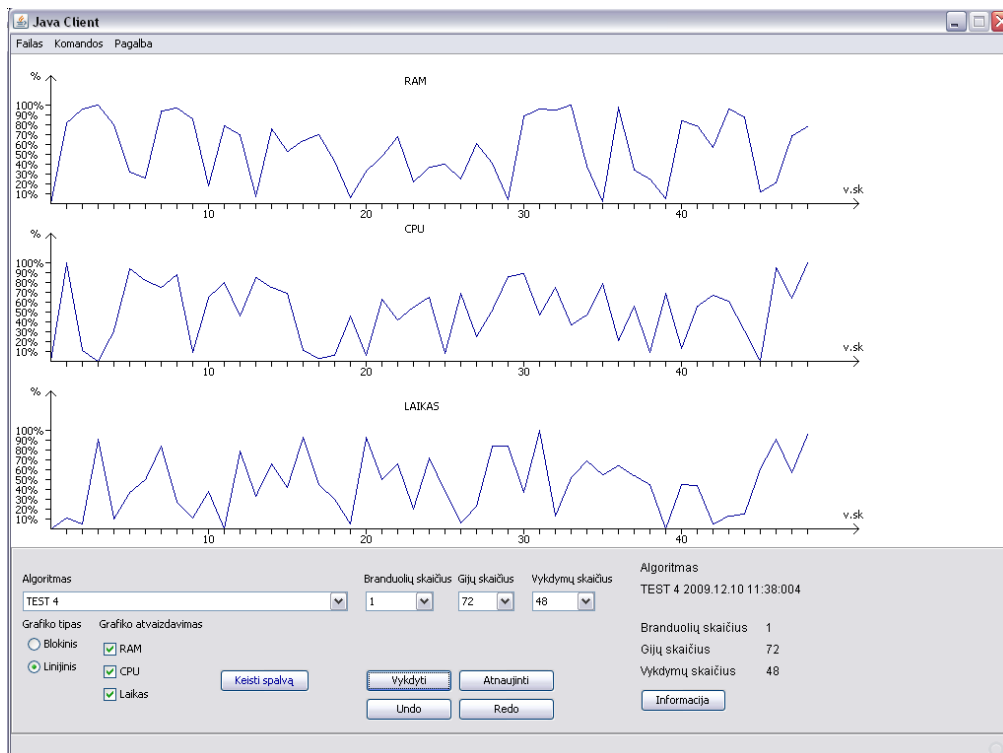 Java Client
Failas Komandos Pagalba
RAM
%
100%
90%
80%
70%
60%
50%
40%
30%
20%
10%
10 20 30 40
v.sk
CPU
%
100%
90%
80%
70%
60%
50%
40%
30%
20%
10%
10 20 30 40
v.sk
LAIKAS
%
100%
90%
80%
70%
60%
50%
40%
30%
20%
10%
10 20 30 40
v.sk
Algoritmas Branduolių skaičius Gijų skaičius Vykdymų skaičius
TEST 4 1 72 48
Grafiko tipas Grafiko atvaizdavimas
Blokinis RAM
Linijinis CPU
Laikas
Keisti spalvą Vykdyti Atnaujinti
Undo Redo
Algoritmas
TEST 4 2009.12.10 11:38:004
Branduolių skaičius 1
Gijų skaičius 72
Vykdymų skaičius 48
Informacija